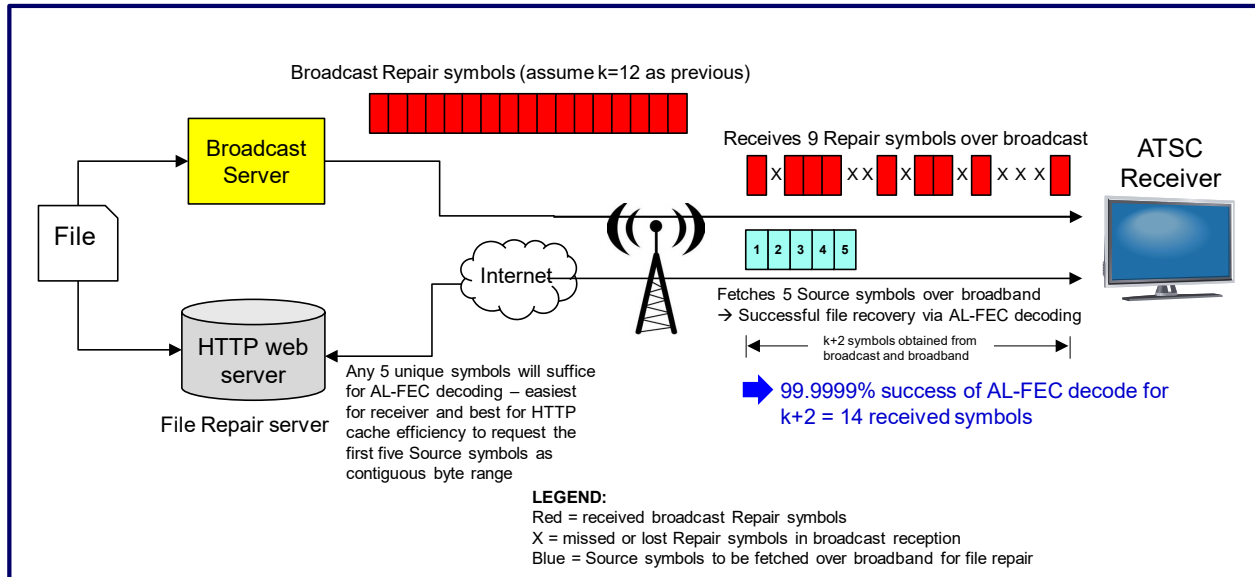 Broadcast Repair symbols (assume k=12 as previous)
Broadcast
Server
Receives 9 Repair symbols over broadcast
X X X X X X X X
ATSC
Receiver
File
1 2 3 4 5
Internet
Fetches 5 Source symbols over broadband
→ Successful file recovery via AL-FEC decoding
k+2 symbols obtained from
broadcast and broadband
HTTP web
server
File Repair server
Any 5 unique symbols will suffice
for AL-FEC decoding – easiest
for receiver and best for HTTP
cache efficiency to request the
first five Source symbols as
contiguous byte range
99.9999% success of AL-FEC decode for
k+2 = 14 received symbols
LEGEND:
Red = received broadcast Repair symbols
X = missed or lost Repair symbols in broadcast reception
Blue = Source symbols to be fetched over broadband for file repair